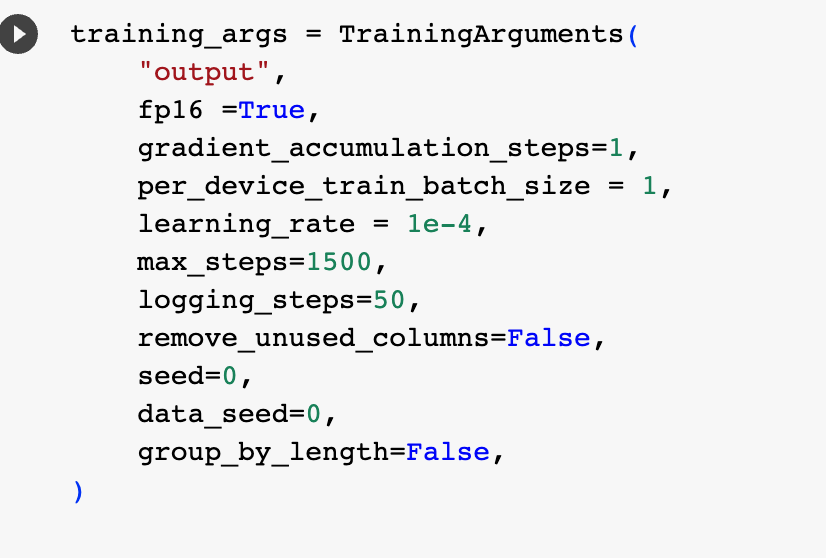 training_args = TrainingArguments(
    "output",
    fp16 =True,
    gradient_accumulation_steps=1,
    per_device_train_batch_size = 1,
    learning_rate = 1e-4,
    max_steps=1500,
    logging_steps=50,
    remove_unused_columns=False,
    seed=0,
    data_seed=0,
    group_by_length=False,
)